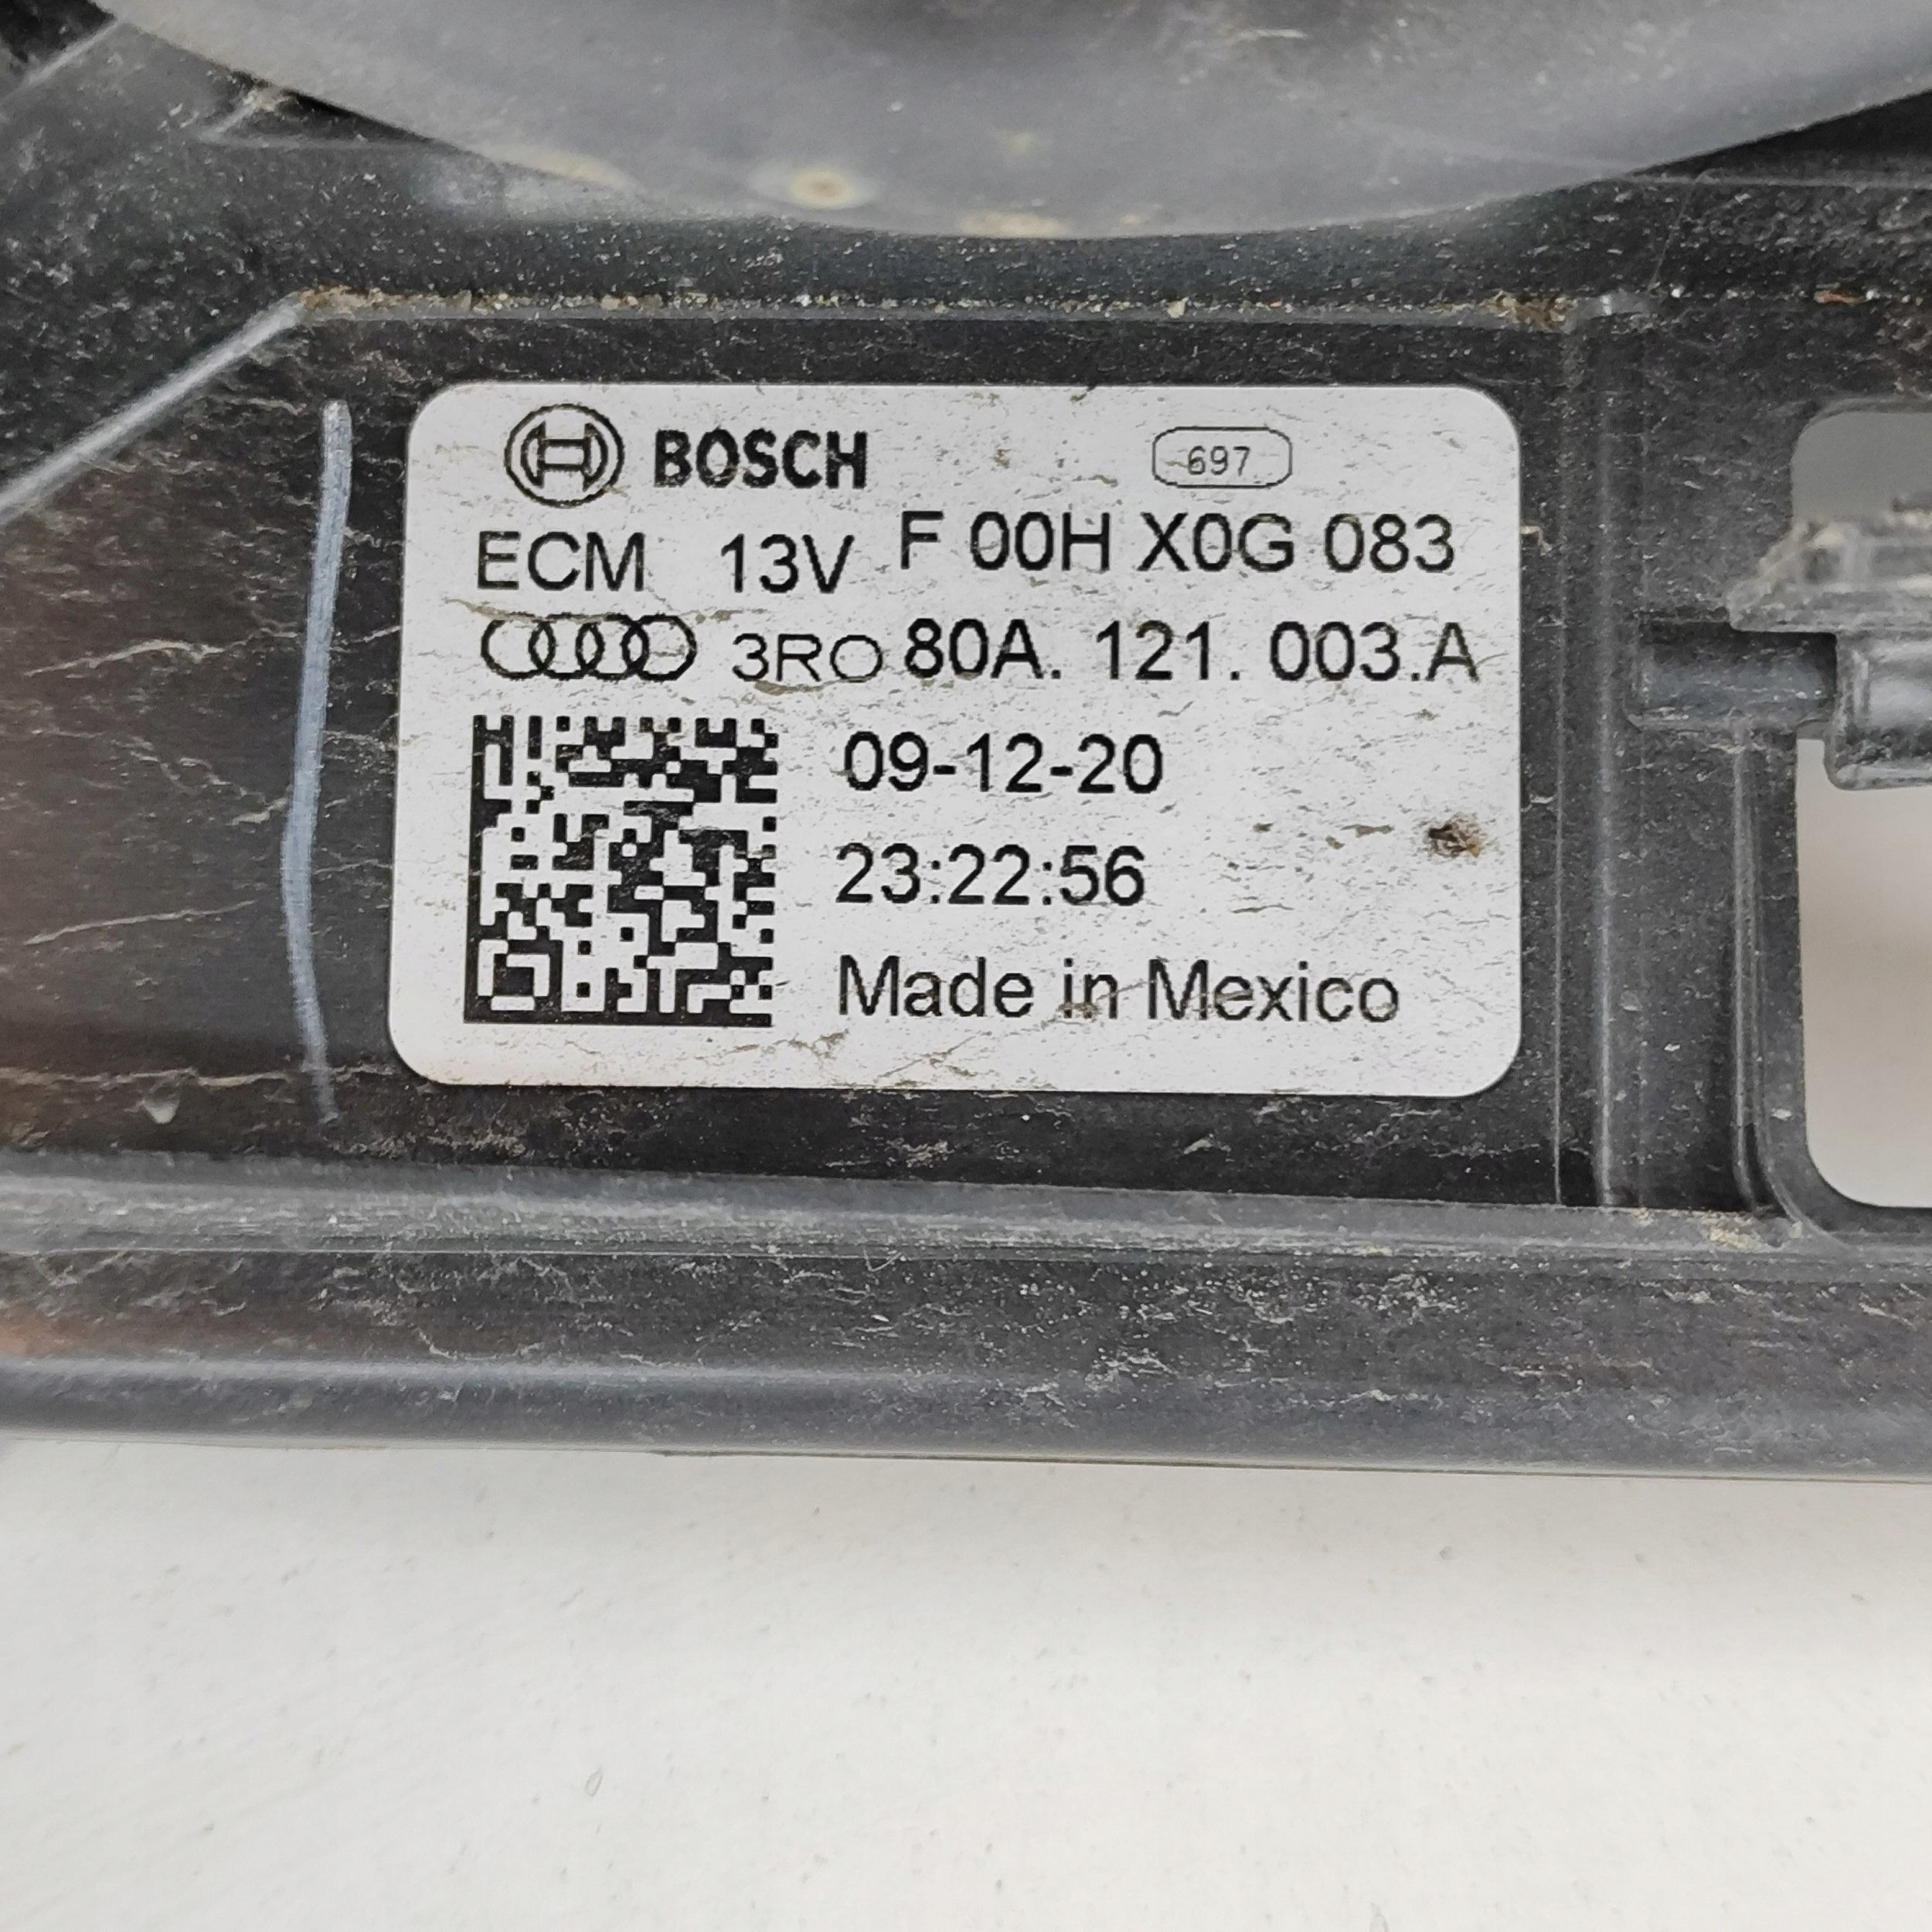 BOSCH 697
ECM 13V F 00H X0G 083
3RO 80A. 121. 003.A
09-12-20
23:22:56
Made in Mexico